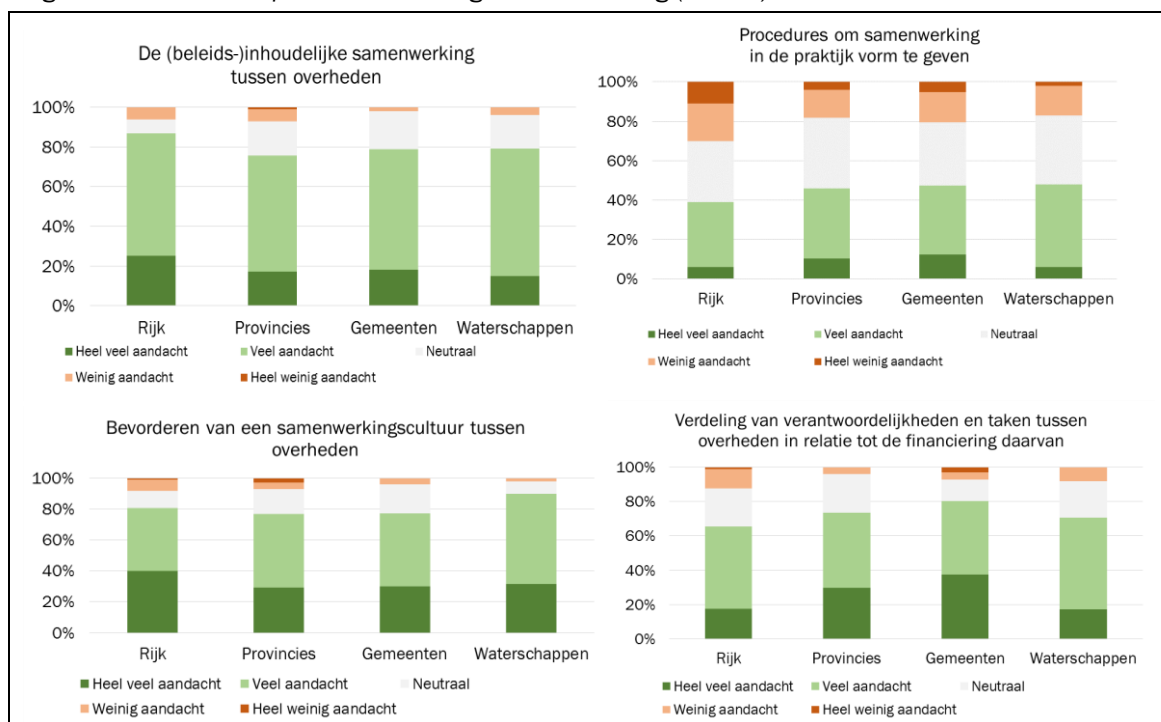 De (beleids-)inhoudelijke samenwerking
tussen overheden
100%
80%
60%
40%
20%
0%
Rijk Provincies Gemeenten Waterschappen
Heel veel aandacht Veel aandacht Neutraal
Weinig aandacht Heel weinig aandacht
Procedures om samenwerking
in de praktijk vorm te geven
100%
80%
60%
40%
20%
0%
Rijk Provincies Gemeenten Waterschappen
Heel veel aandacht Veel aandacht Neutraal
Weinig aandacht Heel weinig aandacht
Bevorderen van een samenwerkingscultuur tussen
overheden
100%
80%
60%
40%
20%
0%
Rijk Provincies Gemeenten Waterschappen
Heel veel aandacht Veel aandacht Neutraal
Weinig aandacht Heel weinig aandacht
Verdeling van verantwoordelijkheden en taken tussen
overheden in relatie tot de financiering daarvan
100%
80%
60%
40%
20%
0%
Rijk Provincies Gemeenten Waterschappen
Heel veel aandacht Veel aandacht Neutraal
Weinig aandacht Heel weinig aandacht